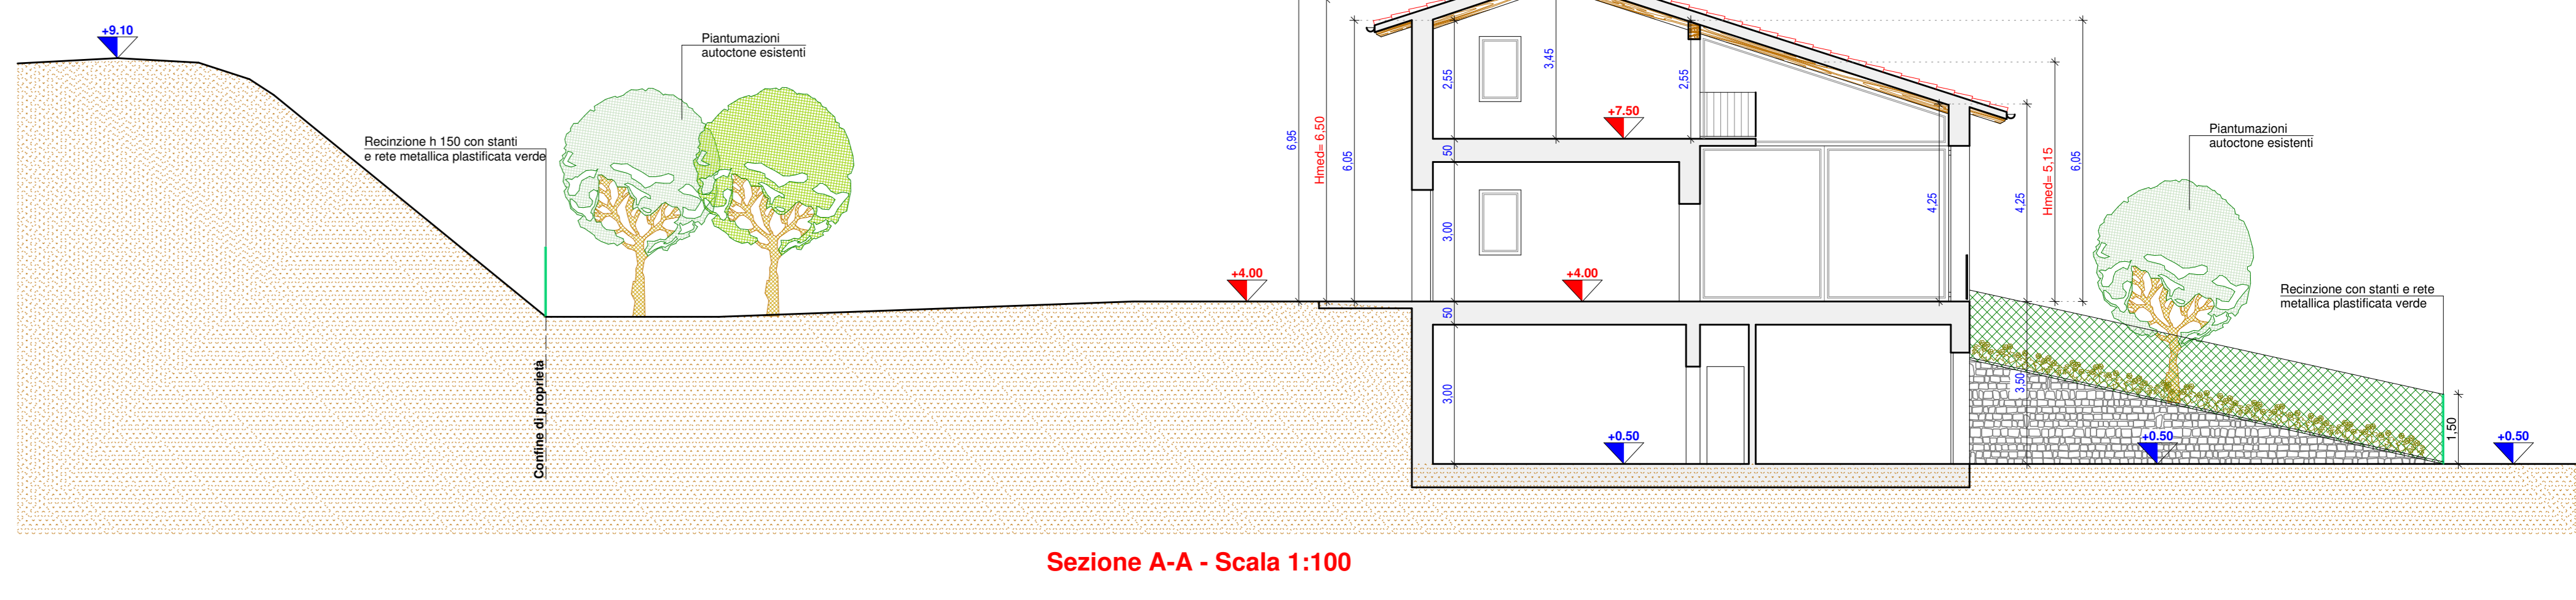 +9.10
Piantumazioni
autoctone esistenti
Recinzione h 150 con stanti
e rete metallica plastificata verde
Confine di proprietà
+4.00
6,95
Hmed= 6,50
6,05
2,55
3,45
2,55
+7.50
50
3,00
+4.00
50
3,00
+0.50
4,25
4,25
Hmed= 5,15
6,05
3,50
Piantumazioni
autoctone esistenti
Recinzione con stanti e rete
metallica plastificata verde
+0.50
1,50
+0.50
Sezione A-A - Scala 1:100